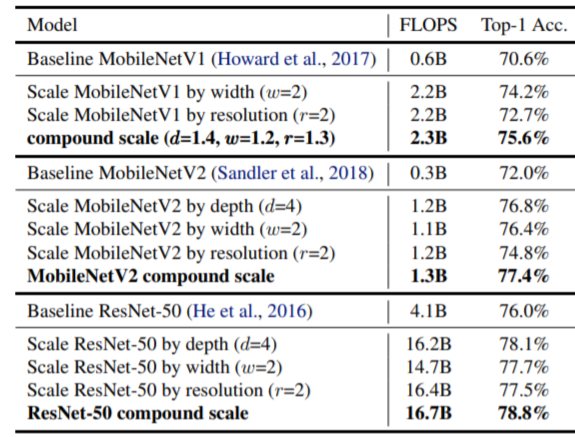 Model FLOPS Top-1 Acc.
Baseline MobileNetV1 (Howard et al., 2017) 0.6B 70.6%
Scale MobileNetV1 by width (w=2) 2.2B 74.2%
Scale MobileNetV1 by resolution (r=2) 2.2B 72.7%
compound scale (d=1.4, w=1.2, r=1.3) 2.3B 75.6%
Baseline MobileNetV2 (Sandler et al., 2018) 0.3B 72.0%
Scale MobileNetV2 by depth (d=4) 1.2B 76.8%
Scale MobileNetV2 by width (w=2) 1.1B 76.4%
Scale MobileNetV2 by resolution (r=2) 1.2B 74.8%
MobileNetV2 compound scale 1.3B 77.4%
Baseline ResNet-50 (He et al., 2016) 4.1B 76.0%
Scale ResNet-50 by depth (d=4) 16.2B 78.1%
Scale ResNet-50 by width (w=2) 14.7B 77.7%
Scale ResNet-50 by resolution (r=2) 16.4B 77.5%
ResNet-50 compound scale 16.7B 78.8%